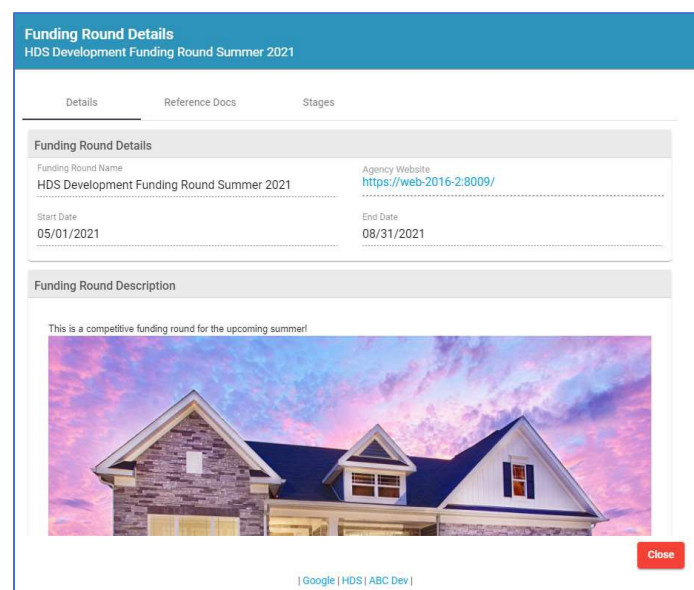 Funding Round Details
HDS Development Funding Round Summer 2021
Details Reference Docs Stages
Funding Round Details
Funding Round Name Agency Website
HDS Development Funding Round Summer 2021 https://web-2016-2:8009/
Start Date End Date
05/01/2021 08/31/2021
Funding Round Description
This is a competitive funding round for the upcoming summer!
Close
| Google | HDS | ABC Dev |